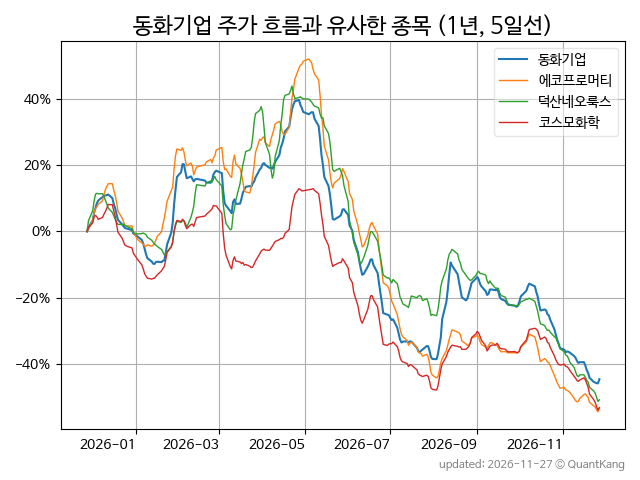 동화기업 주가 흐름과 유사한 종목 (1년, 5일선)
동화기업
에코프로머티
덕산네오룩스
코스모화학
40%
20%
0%
−20%
−40%
2026-01 2026-03 2026-05 2026-07 2026-09 2026-11
updated: 2026-11-27 © QuantKang